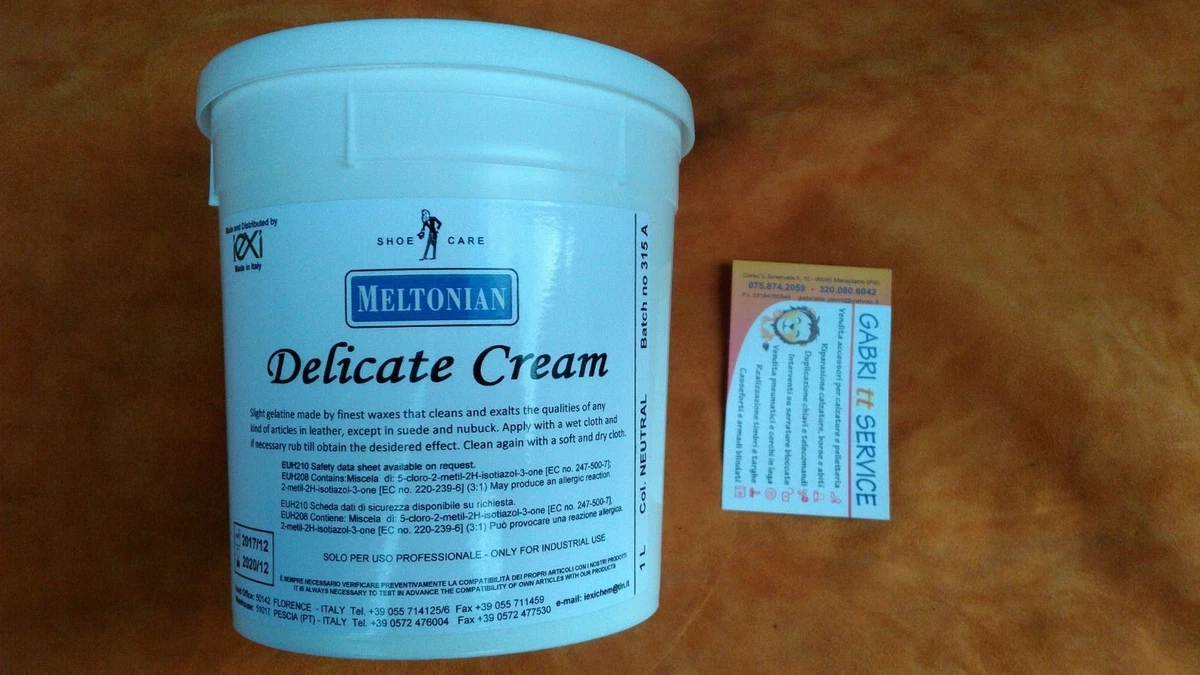 Made and Distributed by
iexi
Made in Italy
SHOE CARE
MELTONIAN
Delicate Cream
Slight gelatine made by finest waxes that cleans and exalts the qualities of any
kind of articles in leather, except in suede and nubuck. Apply with a wet cloth and
if necessary rub till obtain the desidered effect. Clean again with a soft and dry cloth.
EUH210 Safety data sheet available on request.
EUH208 Contains:Miscela di: 5-cloro-2-metil-2H-isotiazol-3-one [EC no. 247-500-7];
2-metil-2H-isotiazol-3-one [EC no. 220-239-6] (3:1) May produce an allergic reaction.
EUH210 Scheda dati di sicurezza disponibile su richiesta.
EUH208 Contiene: Miscela di: 5-cloro-2-metil-2H-isotiazol-3-one [EC no. 247-500-7];
2-metil-2H-isotiazol-3-one [EC no. 220-239-6] (3:1) Può provocare una reazione allergica.
2017/12
2020/12
SOLO PER USO PROFESSIONALE - ONLY FOR INDUSTRIAL USE
È SEMPRE NECESSARIO VERIFICARE PREVENTIVAMENTE LA COMPATIBILITÀ DEI PROPRI ARTICOLI CON I NOSTRI PRODOTTI
IT IS ALWAYS NECESSARY TO TEST IN ADVANCE THE COMPATIBILITY OF OWN ARTICLES WITH OUR PRODUCTS
Office: 50142 FLORENCE - ITALY Tel. +39 055 714125/6 Fax +39 055 711459
51017 PESCIA (PT) - ITALY Tel. +39 0572 476004 Fax +39 0572 477530
e-mail: iexichem@tin.it
1 L Col. NEUTRAL Batch no 315 A
075.874.2059 - 320.080.6042
GABRI tt SERVICE
Vendita accessori per calzature e pelletteria
Riparazione calzature, borse e abiti
Duplicazione chiavi e telecomandi
Interventi su serrature bloccate
Vendita pneumatici e cerchi in lega
Realizzazione timbri e targhe
Casseforti e armadi blindati